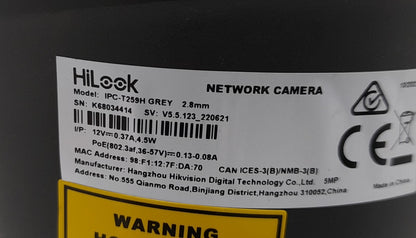 HiLook
NETWORK CAMERA
Model: IPC-T259H GREY 2.8mm
SN: K68034414 SV: V5.5.123_220621
I/P: 12V⎓0.37A,4.5W
PoE(802.3af,36-57V)⎓0.13-0.08A
MAC Address: 98:F1:12:7F:DA:70 CAN ICES-3(B)/NMB-3(B)
Manufacturer: Hangzhou Hikvision Digital Technology Co.,Ltd. 5MP
Address: No.555 Qianmo Road,Binjiang District,Hangzhou 310052,China
CE
WARNING